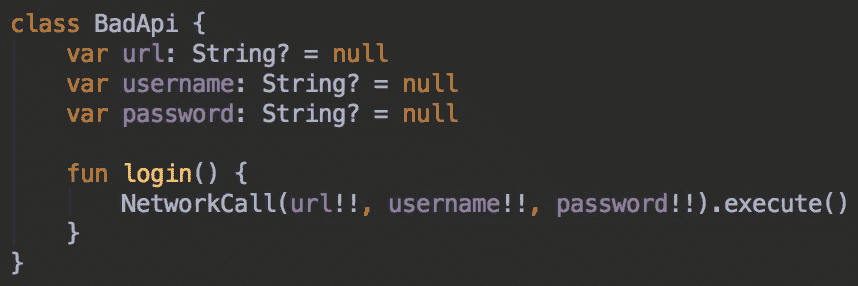 class BadApi {
    var url: String? = null
    var username: String? = null
    var password: String? = null

    fun login() {
        NetworkCall(url!!, username!!, password!!).execute()
    }
}